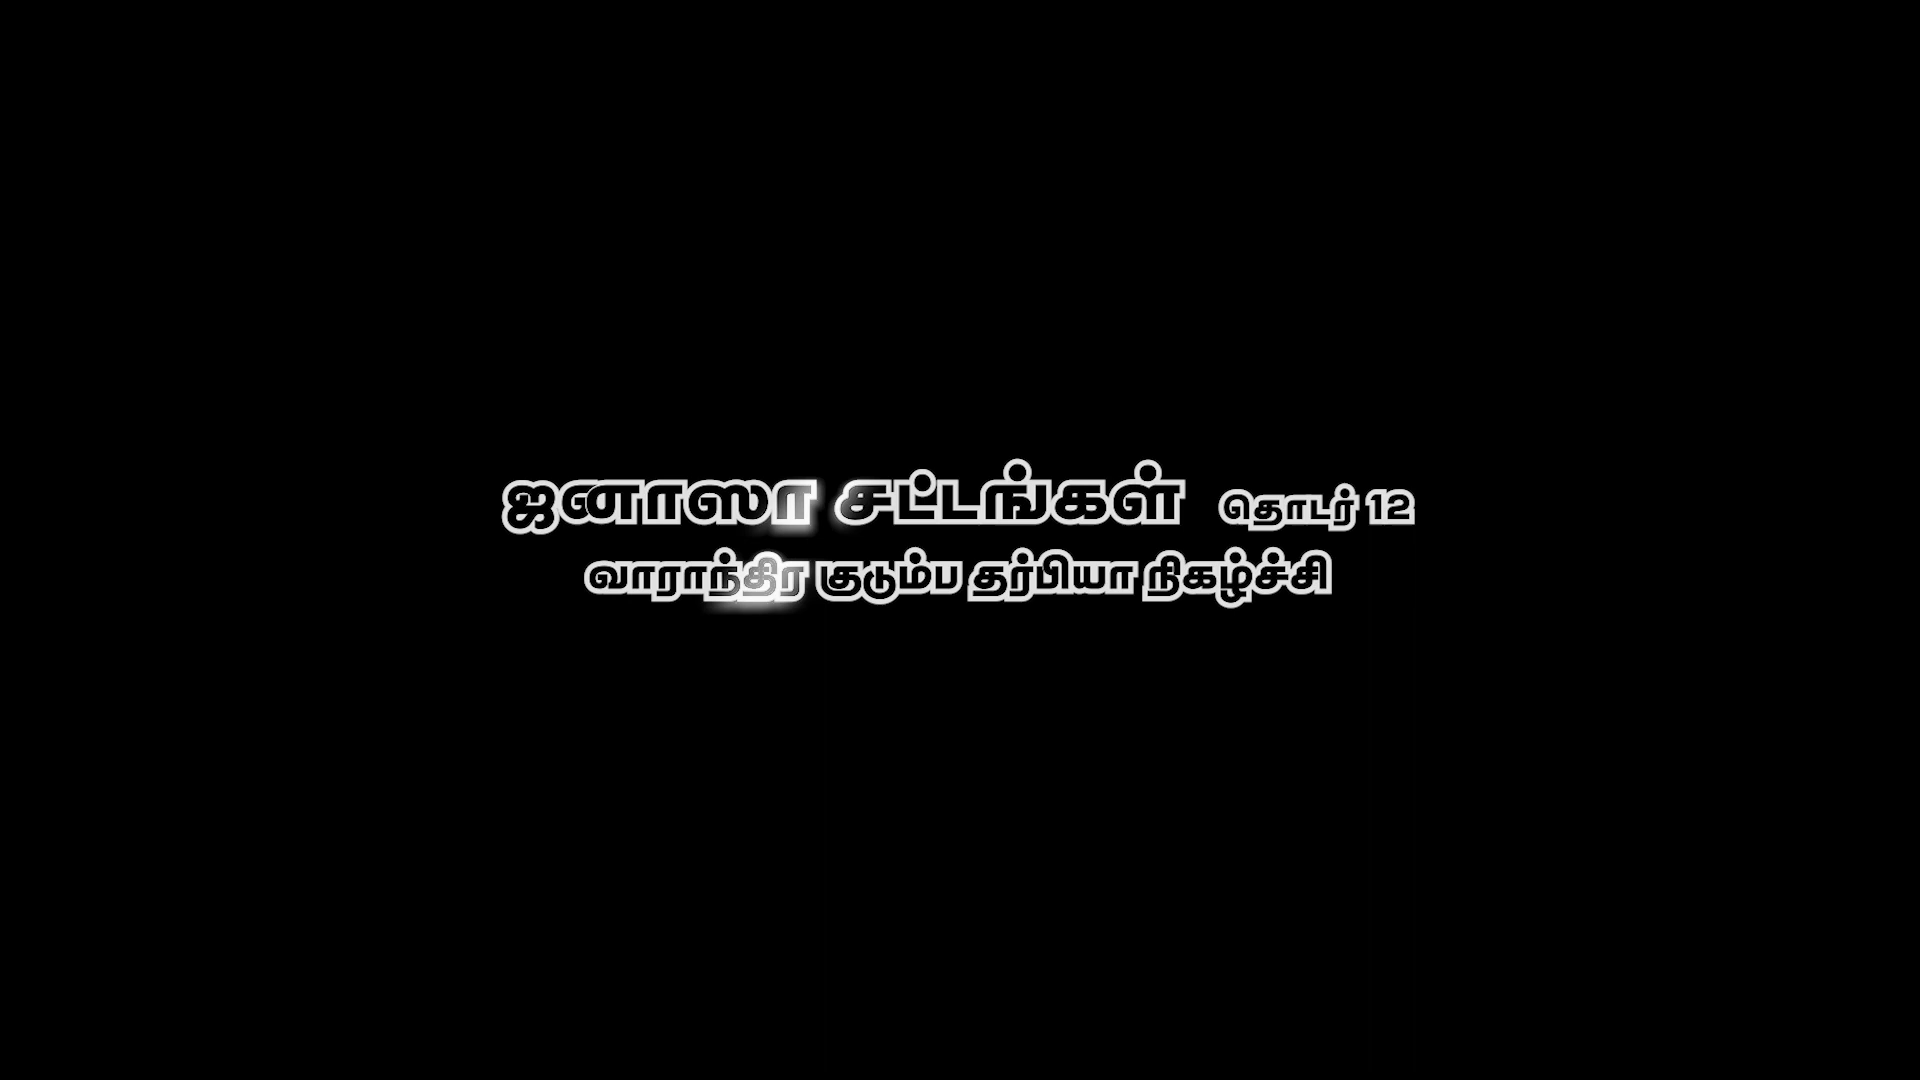 ஜனாஸா சட்டங்கள் தொடர் 12
வாராந்திர குடும்ப தர்பியா நிகழ்ச்சி